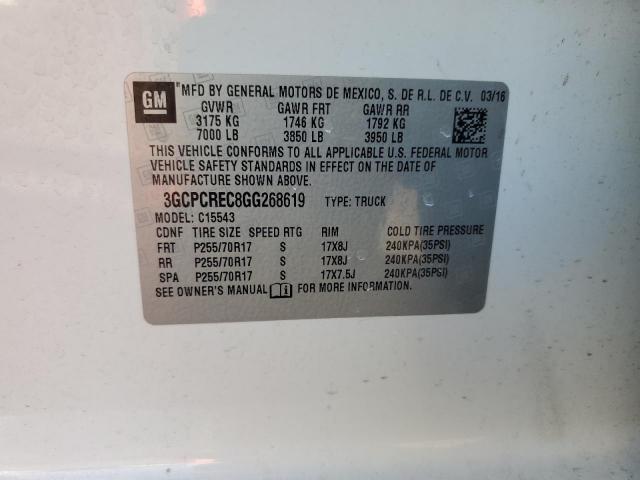 GM
"MFD BY GENERAL MOTORS DE MEXICO, S. DE R.L. DE C.V. 03/16
GVWR GAWR FRT GAWR RR
3175 KG 1746 KG 1792 KG
7000 LB 3850 LB 3950 LB
THIS VEHICLE CONFORMS TO ALL APPLICABLE U.S. FEDERAL MOTOR
VEHICLE SAFETY STANDARDS IN EFFECT ON THE DATE OF
MANUFACTURE SHOWN ABOVE.
3GCPCREC8GG268619 TYPE: TRUCK
MODEL: C15543
CDNF TIRE SIZE SPEED RTG RIM COLD TIRE PRESSURE
FRT P255/70R17 S 17X8J 240KPA(35PSI)
RR P255/70R17 S 17X8J 240KPA(35PSI)
SPA P255/70R17 S 17X7.5J 240KPA(35PSI)
SEE OWNER'S MANUAL FOR MORE INFORMATION.